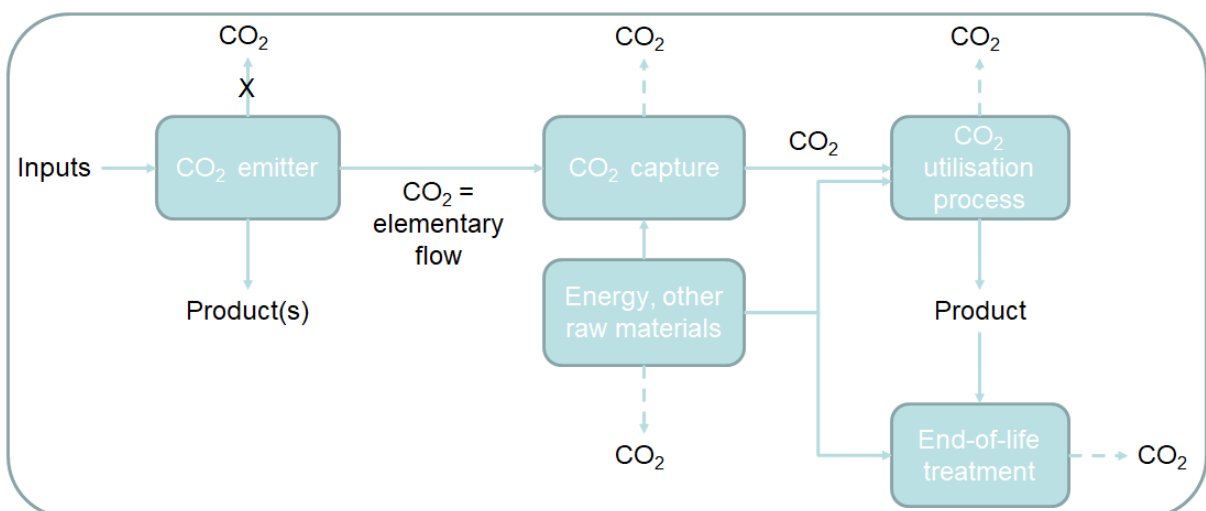 CO₂
CO₂
CO₂
X
Inputs
CO₂ emitter
CO₂ =
elementary
flow
CO₂ capture
CO₂
CO₂
utilisation
process
Product(s)
Energy, other
raw materials
Product
CO₂
End-of-life
treatment
CO₂